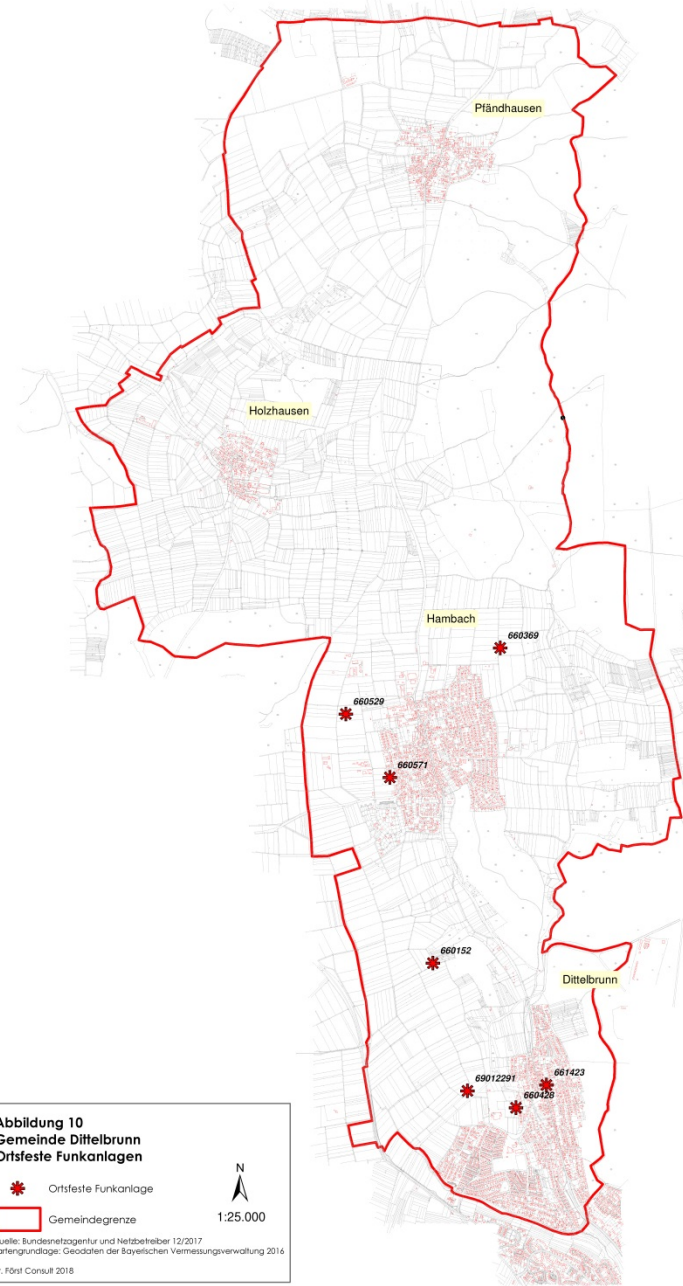 Pfändhausen
Holzhausen
Hambach
660369
660529
660571
660152
Dittelbrunn
69012291
661423
660428
Abbildung 10
Gemeinde Dittelbrunn
Ortsfeste Funkanlagen
Ortsfeste Funkanlage
N
Gemeindegrenze
1:25.000
uelle: Bundesnetzagentur und Netzbetreiber 12/2017
artengrundlage: Geodaten der Bayerischen Vermessungsverwaltung 2016
. Först Consult 2018